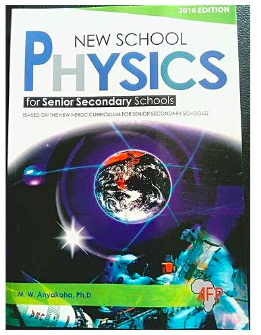 2016 EDITION
NEW SCHOOL
PHYSICS
for Senior Secondary Schools
(BASED ON THE NEW NERDC CURRICULUM FOR SENIOR SECONDARY SCHOOLS)
M. W. Anyakoha, Ph.D
AFP